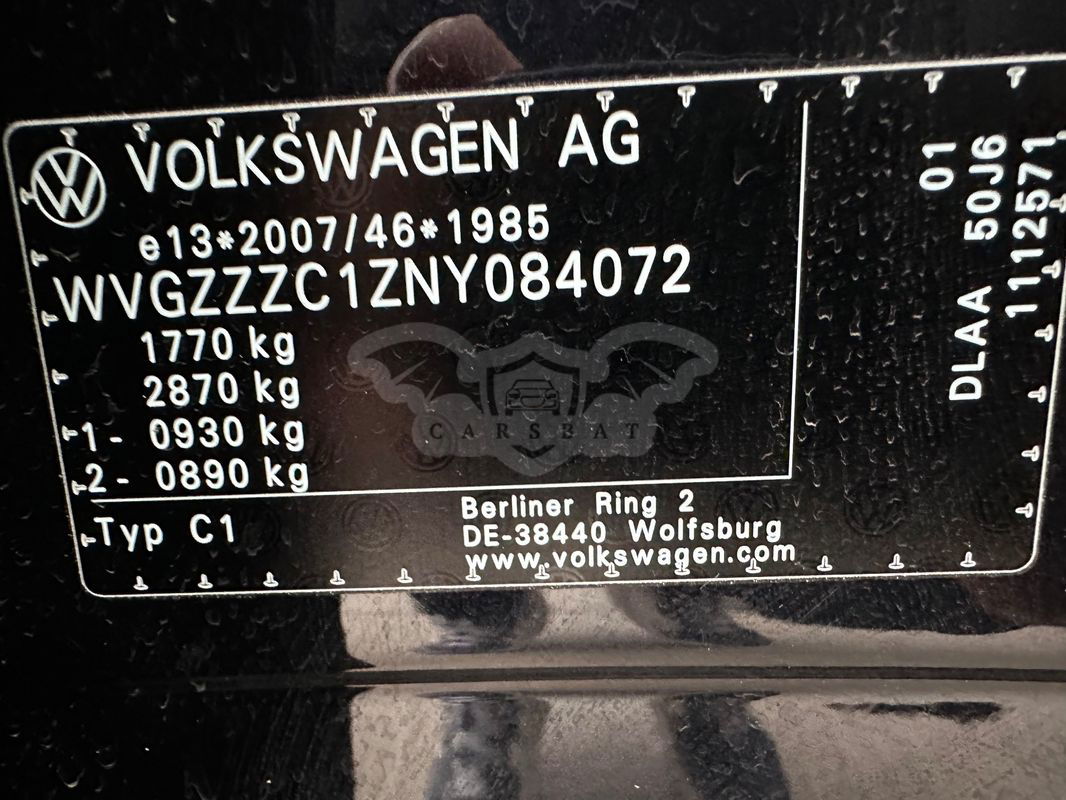 VOLKSWAGEN AG
e13*2007/46*1985
WVGZZZC1ZNY084072
1770 kg
2870 kg
1- 0930 kg
2- 0890 kg
Typ C1
Berliner Ring 2
DE-38440 Wolfsburg
www.volkswagen.com
01
DLAA 50J6
1112571
CARSBAT